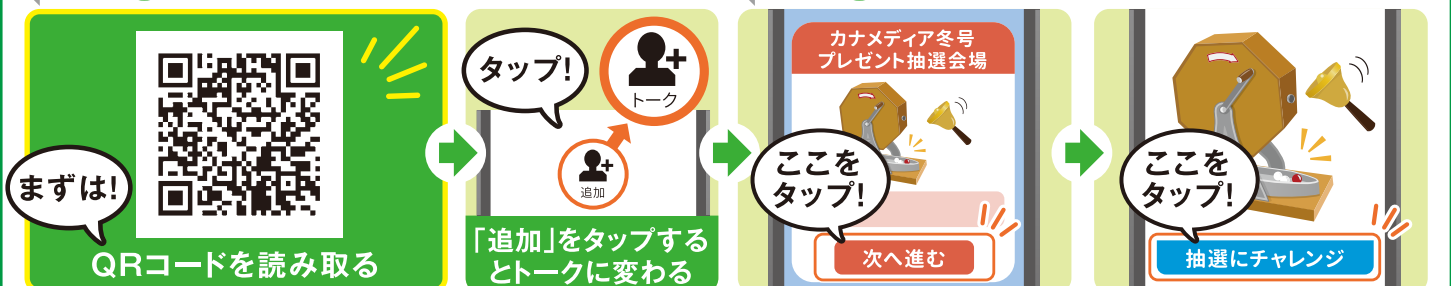 まずは!
QRコードを読み取る
タップ!
トーク
追加
「追加」をタップする
とトークに変わる
カナメディア冬号
プレゼント抽選会場
ここを
タップ!
次へ進む
ここを
タップ!
抽選にチャレンジ